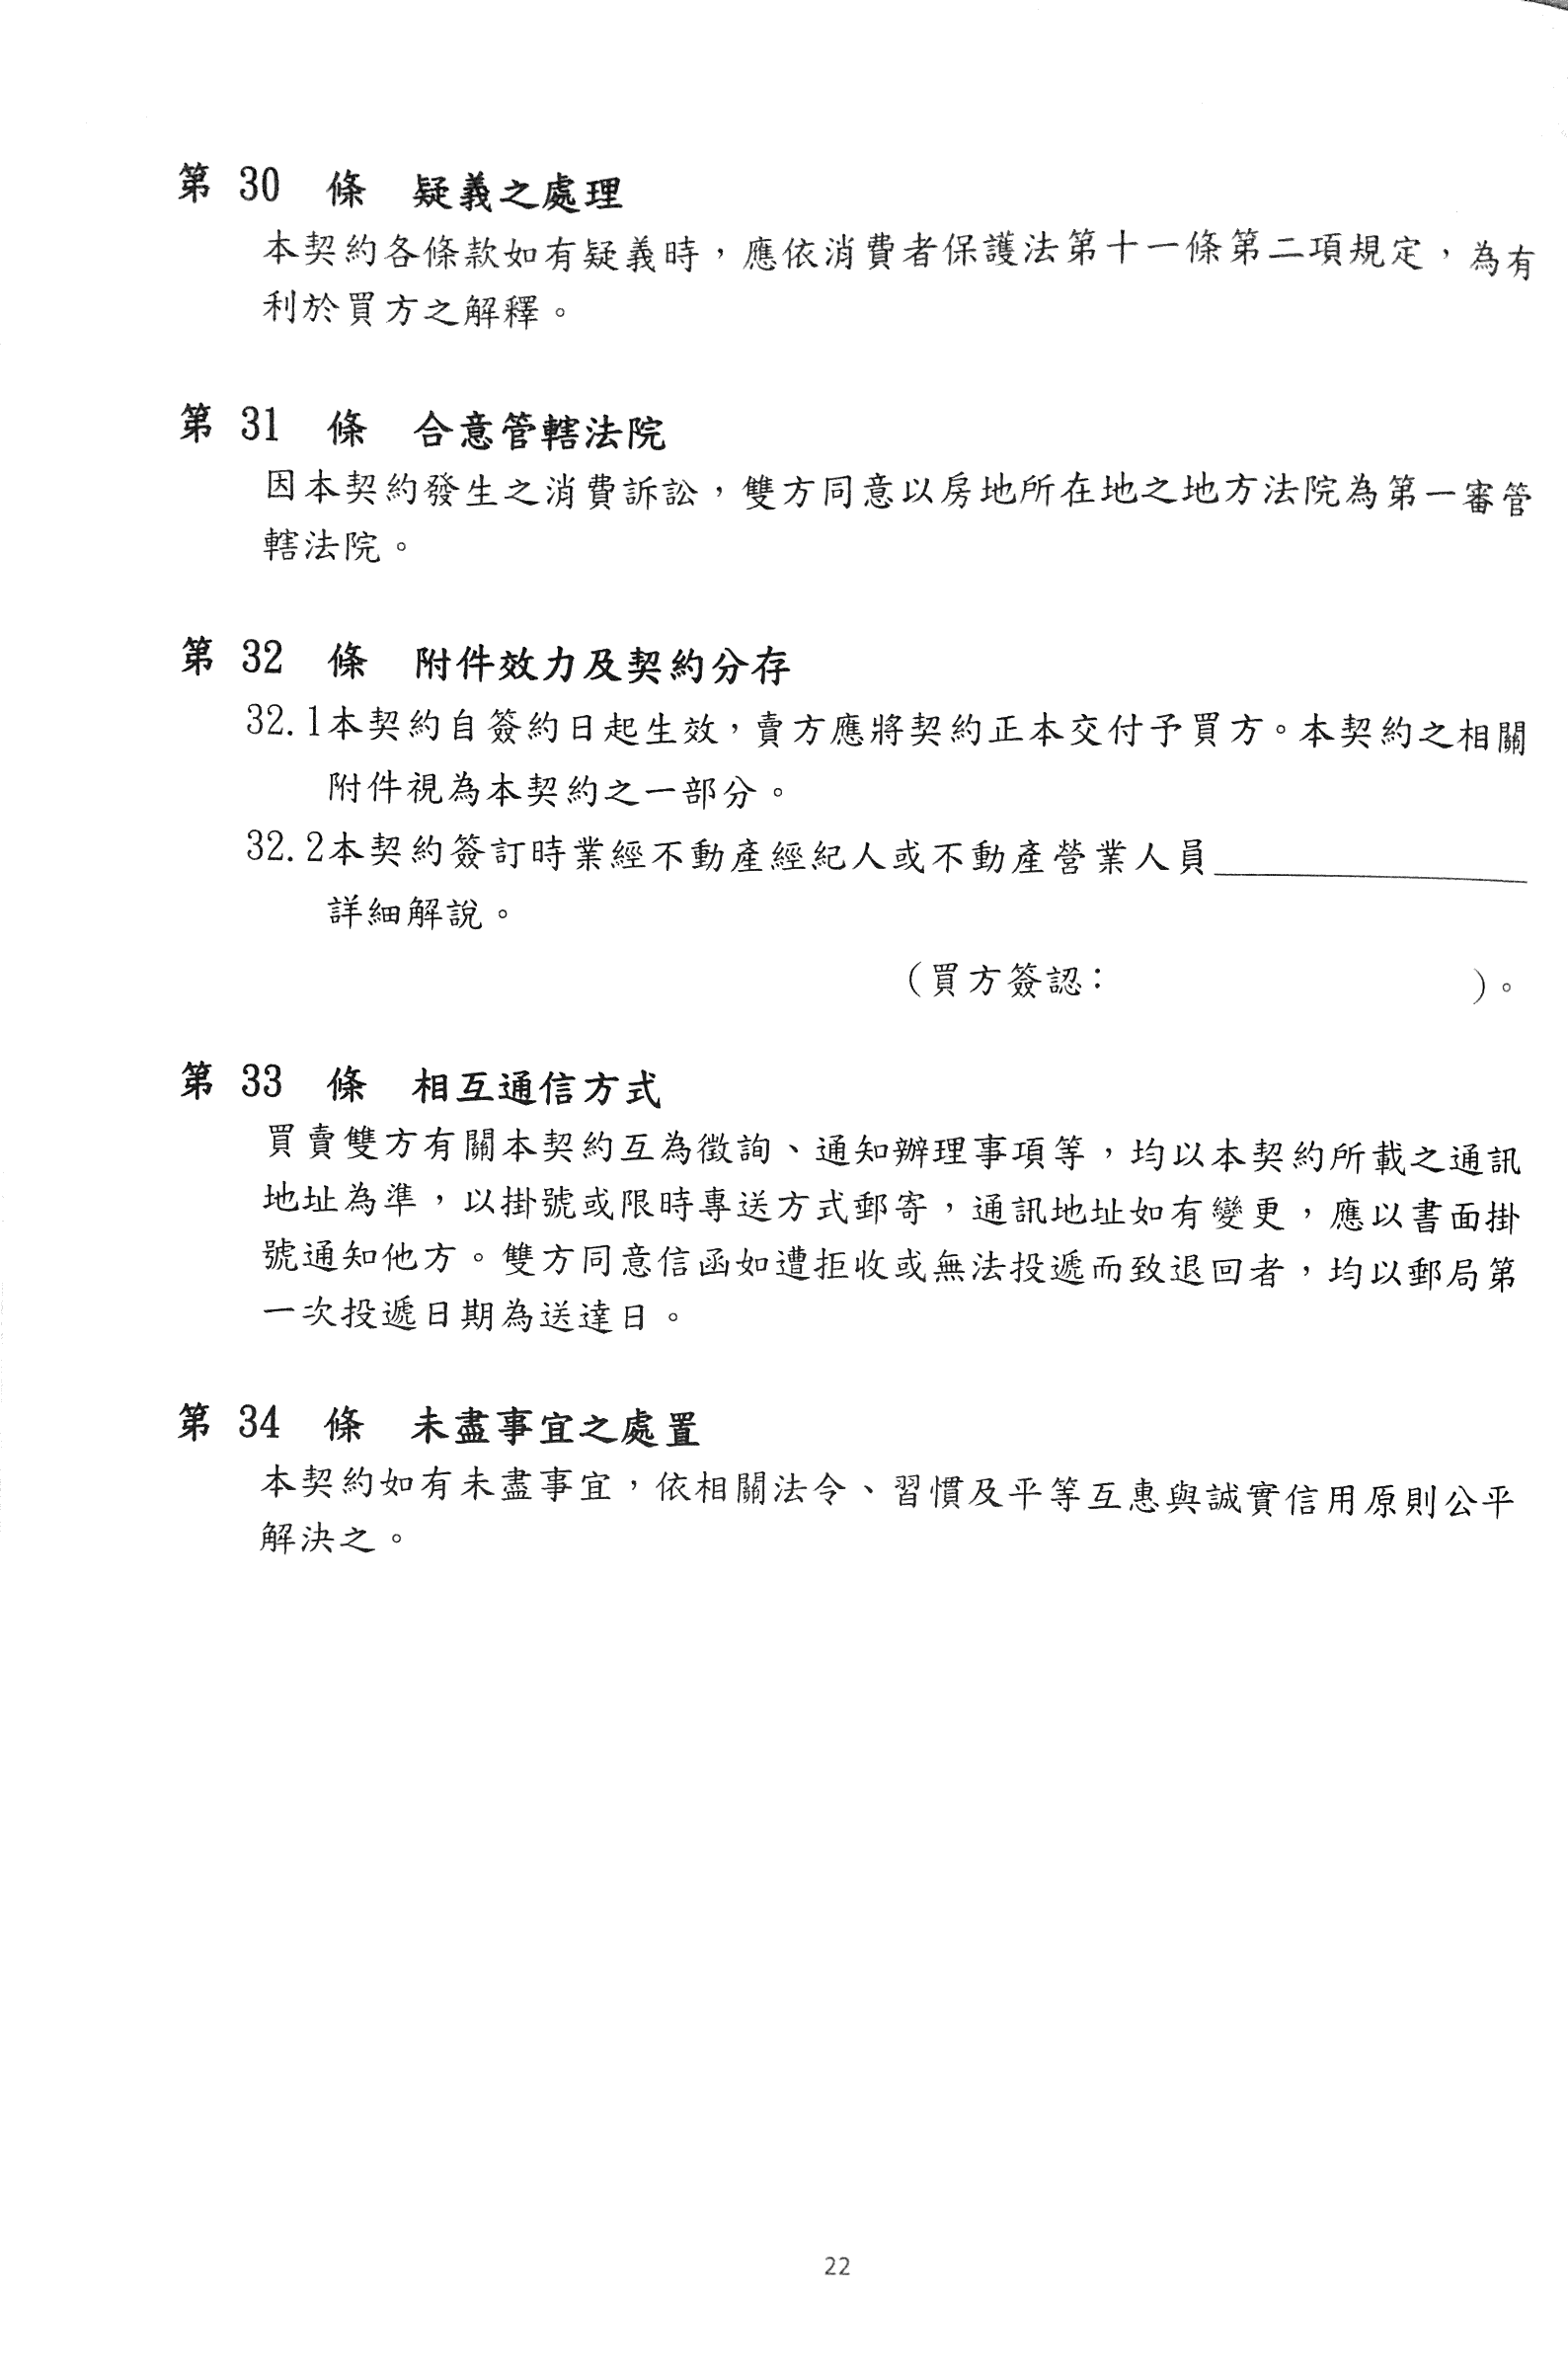 第 30 條 疑義之處理
本契約各條款如有疑義時，應依消費者保護法第十一條第二項規定，為有
利於買方之解釋。
第 31 條 合意管轄法院
因本契約發生之消費訴訟，雙方同意以房地所在地之地方法院為第一審管
轄法院。
第 32 條 附件效力及契約分存
32.1本契約自簽約日起生效，賣方應將契約正本交付予買方。本契約之相關
附件視為本契約之一部分。
32.2本契約簽訂時業經不動產經紀人或不動產營業人員＿＿＿＿＿＿＿＿
詳細解說。
（買方簽認：　　　　　　　　　）。
第 33 條 相互通信方式
買賣雙方有關本契約互為徵詢、通知辦理事項等，均以本契約所載之通訊
地址為準，以掛號或限時專送方式郵寄，通訊地址如有變更，應以書面掛
號通知他方。雙方同意信函如遭拒收或無法投遞而致退回者，均以郵局第
一次投遞日期為送達日。
第 34 條 未盡事宜之處置
本契約如有未盡事宜，依相關法令、習慣及平等互惠與誠實信用原則公平
解決之。
22